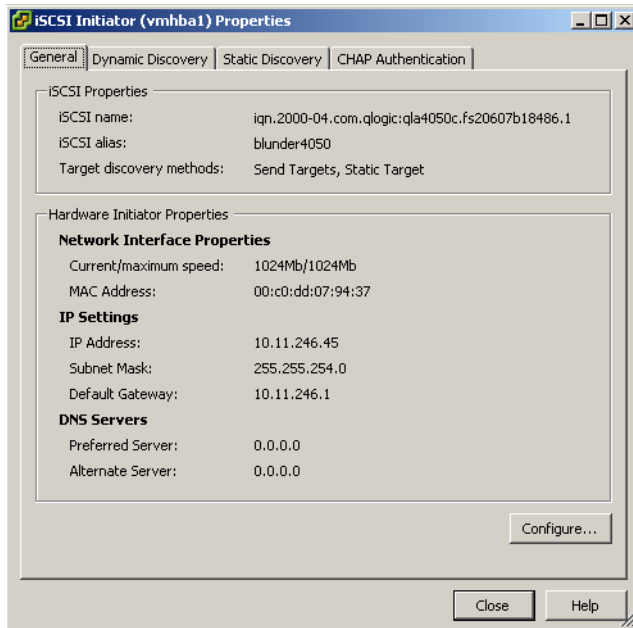 iSCSI Initiator (vmhba1) Properties
General Dynamic Discovery Static Discovery CHAP Authentication
iSCSI Properties
iSCSI name: iqn.2000-04.com.qlogic:qla4050c.fs20607b18486.1
iSCSI alias: blunder4050
Target discovery methods: Send Targets, Static Target
Hardware Initiator Properties
Network Interface Properties
Current/maximum speed: 1024Mb/1024Mb
MAC Address: 00:c0:dd:07:94:37
IP Settings
IP Address: 10.11.246.45
Subnet Mask: 255.255.254.0
Default Gateway: 10.11.246.1
DNS Servers
Preferred Server: 0.0.0.0
Alternate Server: 0.0.0.0
Configure...
Close Help